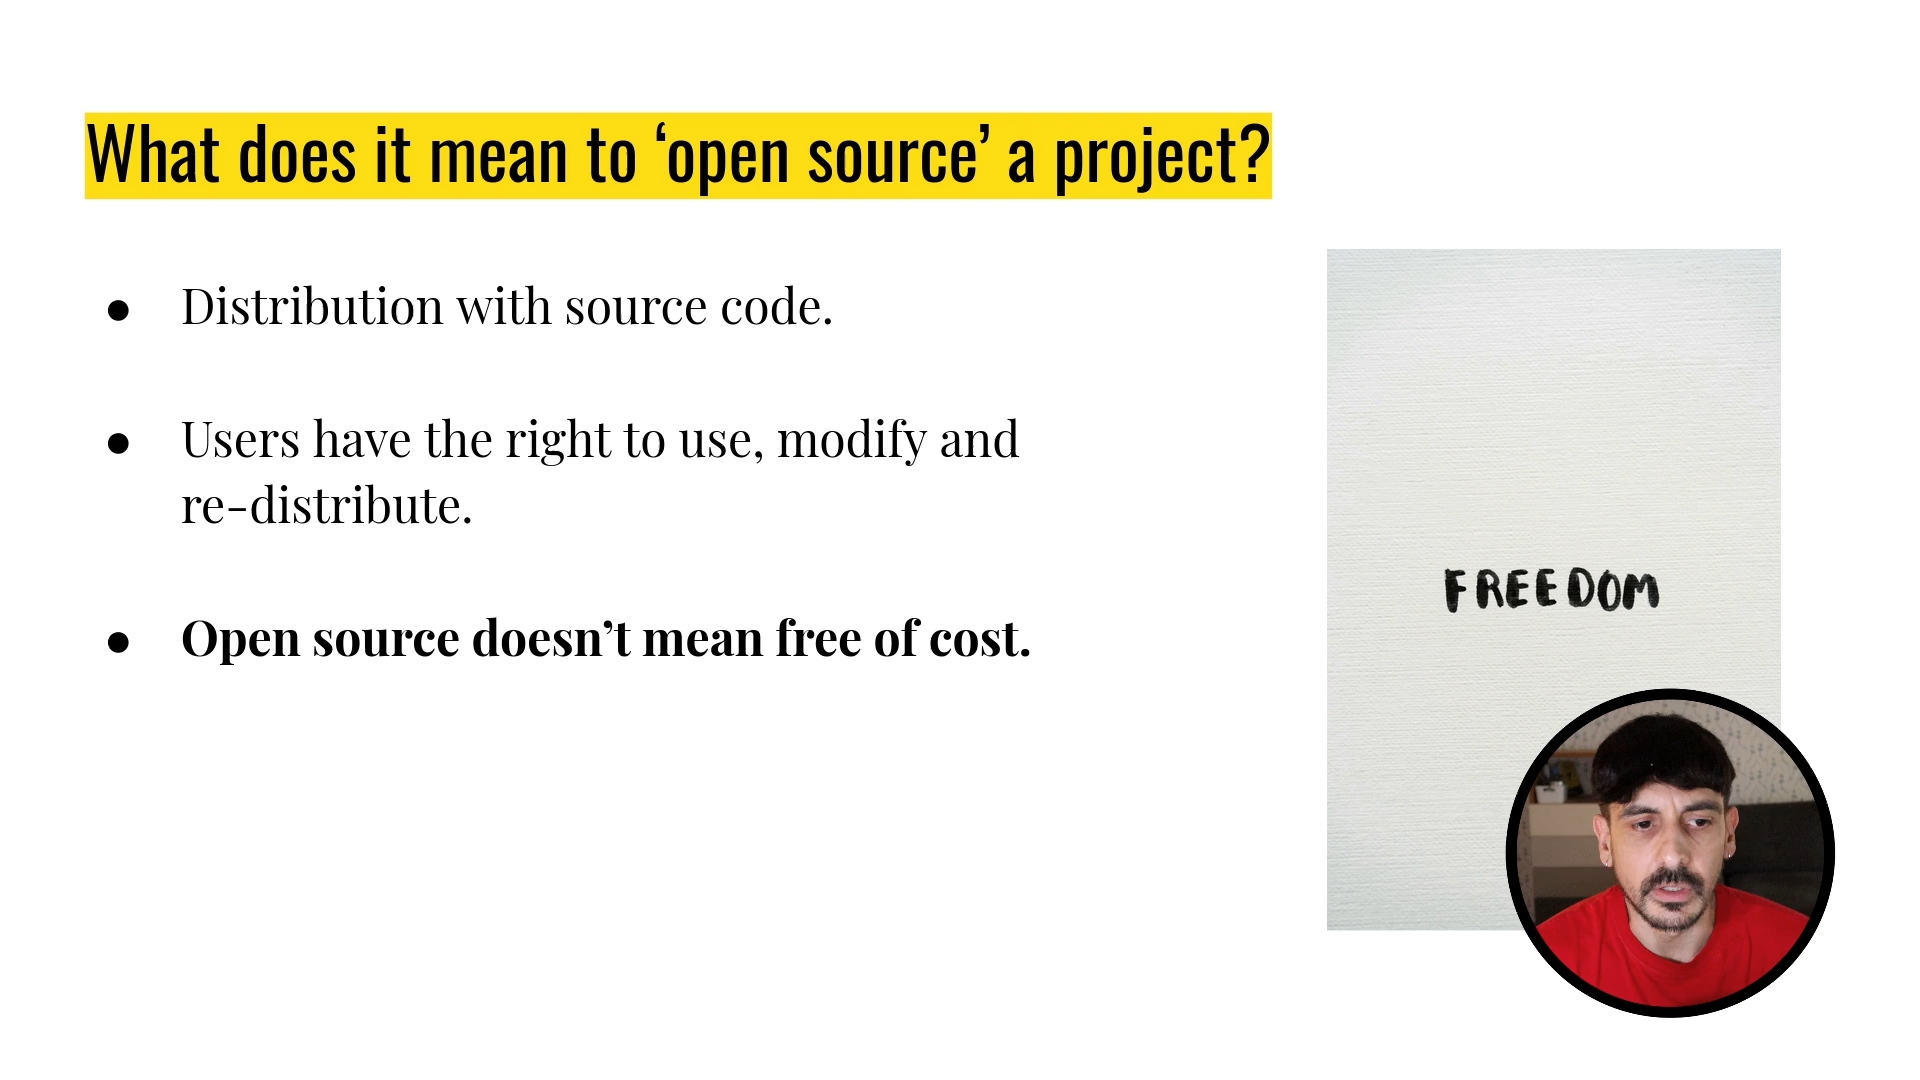 What does it mean to ‘open source’ a project?
● Distribution with source code.
● Users have the right to use, modify and
re-distribute.
● Open source doesn’t mean free of cost.
FREEDOM